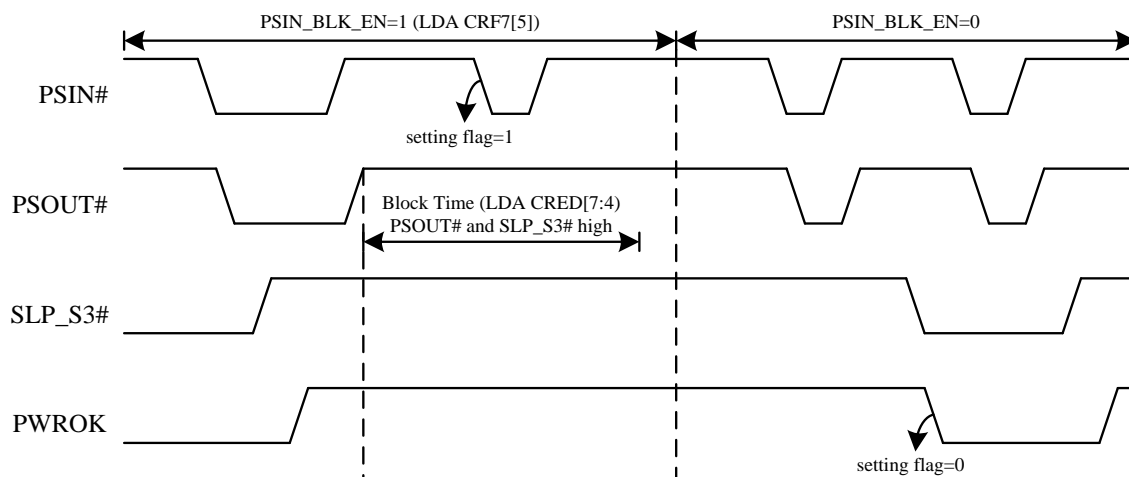 PSIN_BLK_EN=1 (LDA CRF7[5])
PSIN_BLK_EN=0
PSIN#
setting flag=1
PSOUT#
Block Time (LDA CRED[7:4)
PSOUT# and SLP_S3# high
SLP_S3#
PWROK
setting flag=0